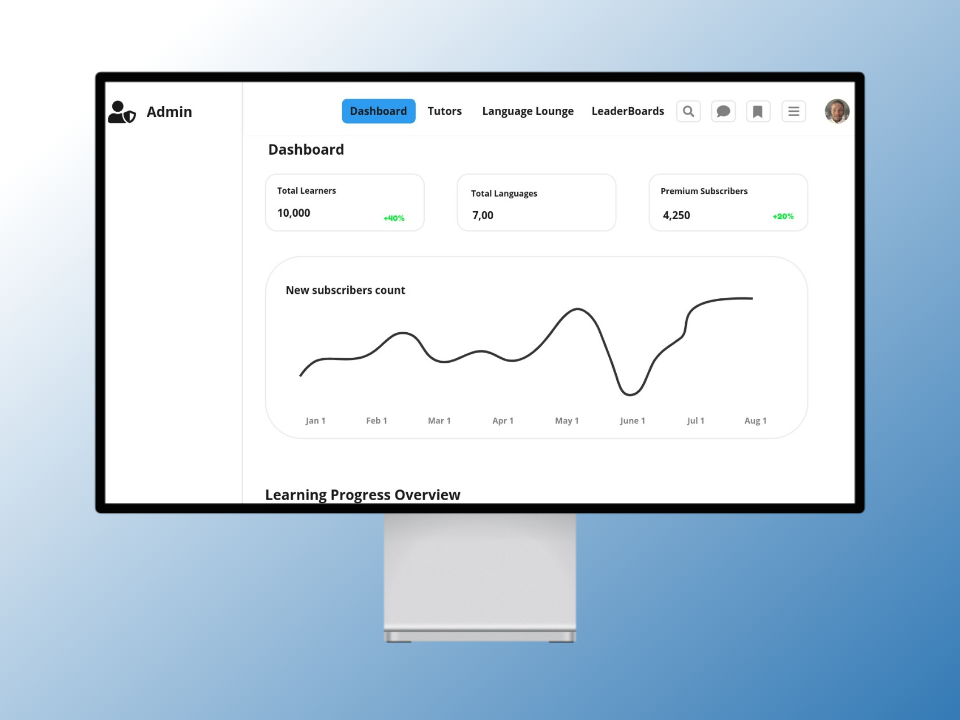 Admin
Dashboard Tutors Language Lounge LeaderBoards
Dashboard
Total Learners
10,000
+40%
Total Languages
7,00
Premium Subscribers
4,250
+20%
New subscribers count
Jan 1 Feb 1 Mar 1 Apr 1 May 1 June 1 Jul 1 Aug 1
Learning Progress Overview